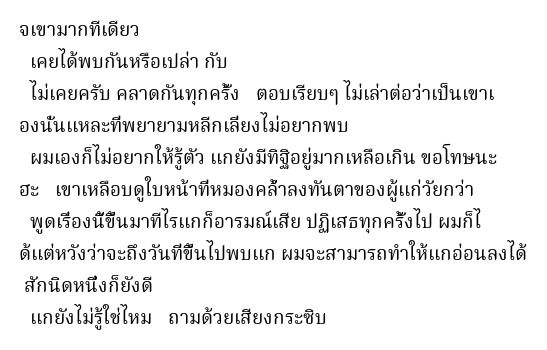 จเขามากทีเดียว
เคยได้พบกันหรือเปล่า กับ
ไม่เคยครับ คลาดกันทุกครั้ง ตอบเรียบๆ ไม่เล่าต่อว่าเป็นเขาเ
องนั่นแหละที่พยายามหลีกเลี่ยงไม่อยากพบ
ผมเองก็ไม่อยากให้รู้ตัว แกยังมีทิฐิอยู่มากเหลือเกิน ขอโทษนะ
ฮะ เขาเหลือบดูใบหน้าที่หมองคล้ำลงทันตาของผู้แก่วัยกว่า
พูดเรื่องนี้ขึ้นมาทีไรแกก็อารมณ์เสีย ปฏิเสธทุกครั้งไป ผมก็ไ
ด้แต่หวังว่าจะถึงวันที่ขึ้นไปพบแก ผมจะสามารถทำให้แกอ่อนลงได้
สักนิดหนึ่งก็ยังดี
แกยังไม่รู้ใช่ไหม ถามด้วยเสียงกระซิบ